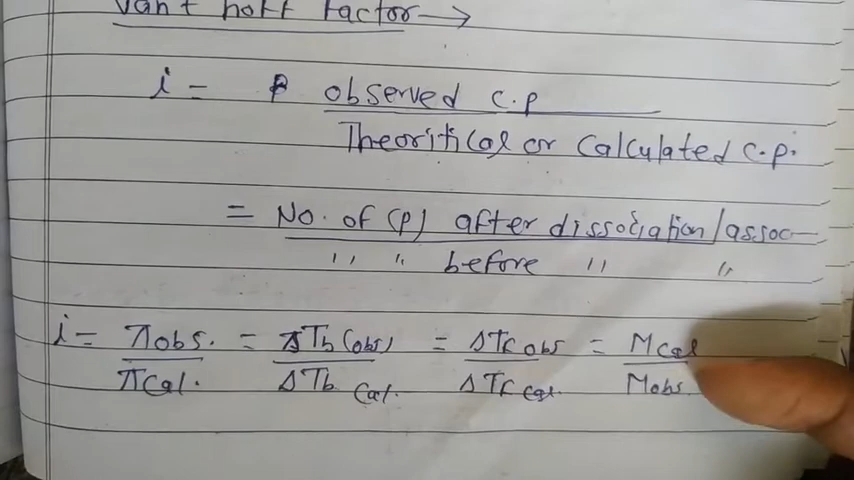 Van't hoff factor →
i = observed C.P
Theoritical or Calculated C.P.
= No. of (P) after dissociation/assoc—
" " before " "
i = πobs. = ΔTb (obs) = ΔTf obs = Mcal
πcal. ΔTb cal. ΔTf cal. Mobs